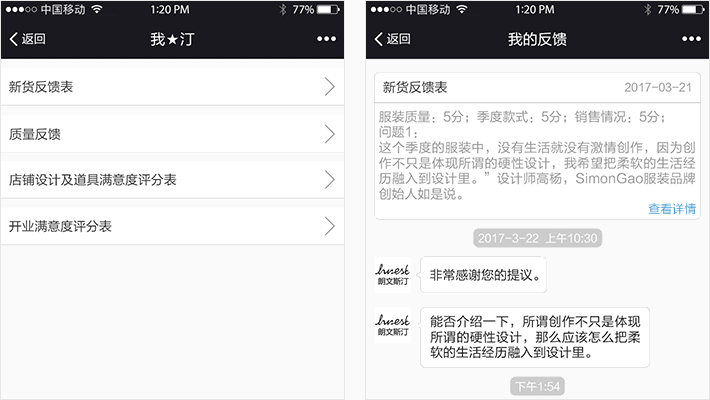 中国移动 1:20 PM 77%
返回 我★汀 •••
新货反馈表
质量反馈
店铺设计及道具满意度评分表
开业满意度评分表
中国移动 1:20 PM 77%
返回 我的反馈 •••
新货反馈表 2017-03-21
服装质量：5分；季度款式：5分；销售情况：5分；
问题1：
这个季度的服装中，没有生活就没有激情创作，因为创
作不只是体现所谓的硬性设计，我希望把柔软的生活经
历融入到设计里。”设计师高杨，SimonGao服装品牌
创始人如是说。
查看详情
2017-3-22 上午10:30
朗文斯汀
非常感谢您的提议。
朗文斯汀
能否介绍一下，所谓创作不只是体现
所谓的硬性设计，那么应该怎么把柔
软的生活经历融入到设计里。
下午1:54